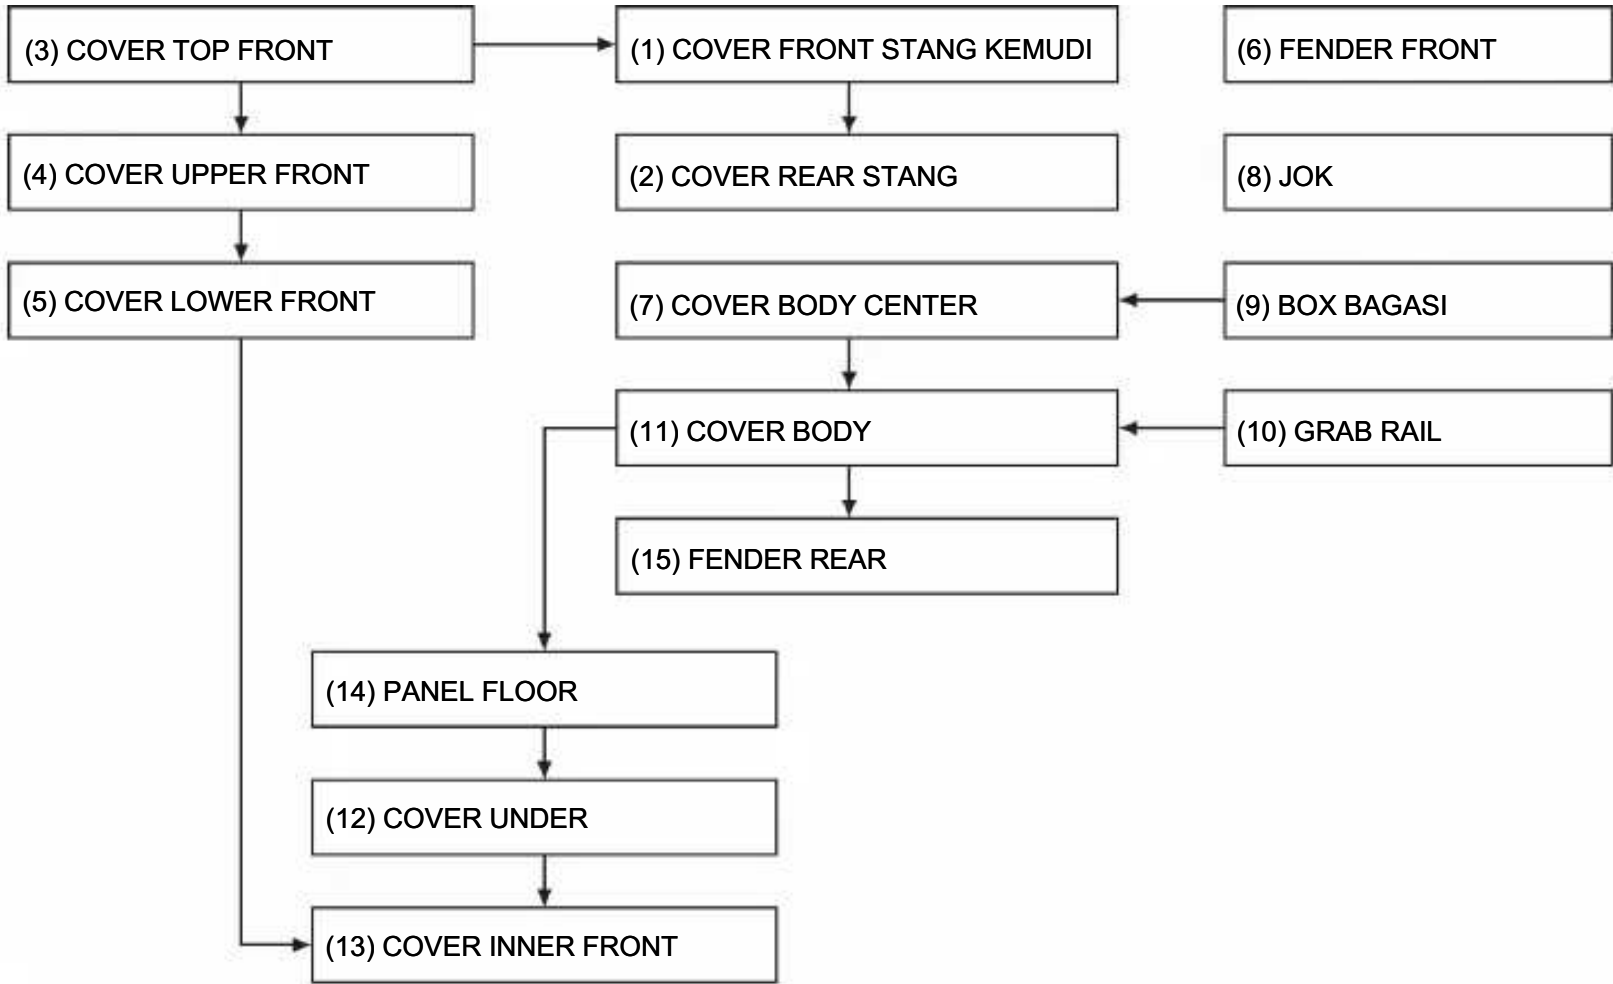 (3) COVER TOP FRONT
(1) COVER FRONT STANG KEMUDI
(6) FENDER FRONT
(4) COVER UPPER FRONT
(2) COVER REAR STANG
(8) JOK
(5) COVER LOWER FRONT
(7) COVER BODY CENTER
(9) BOX BAGASI
(11) COVER BODY
(10) GRAB RAIL
(15) FENDER REAR
(14) PANEL FLOOR
(12) COVER UNDER
(13) COVER INNER FRONT